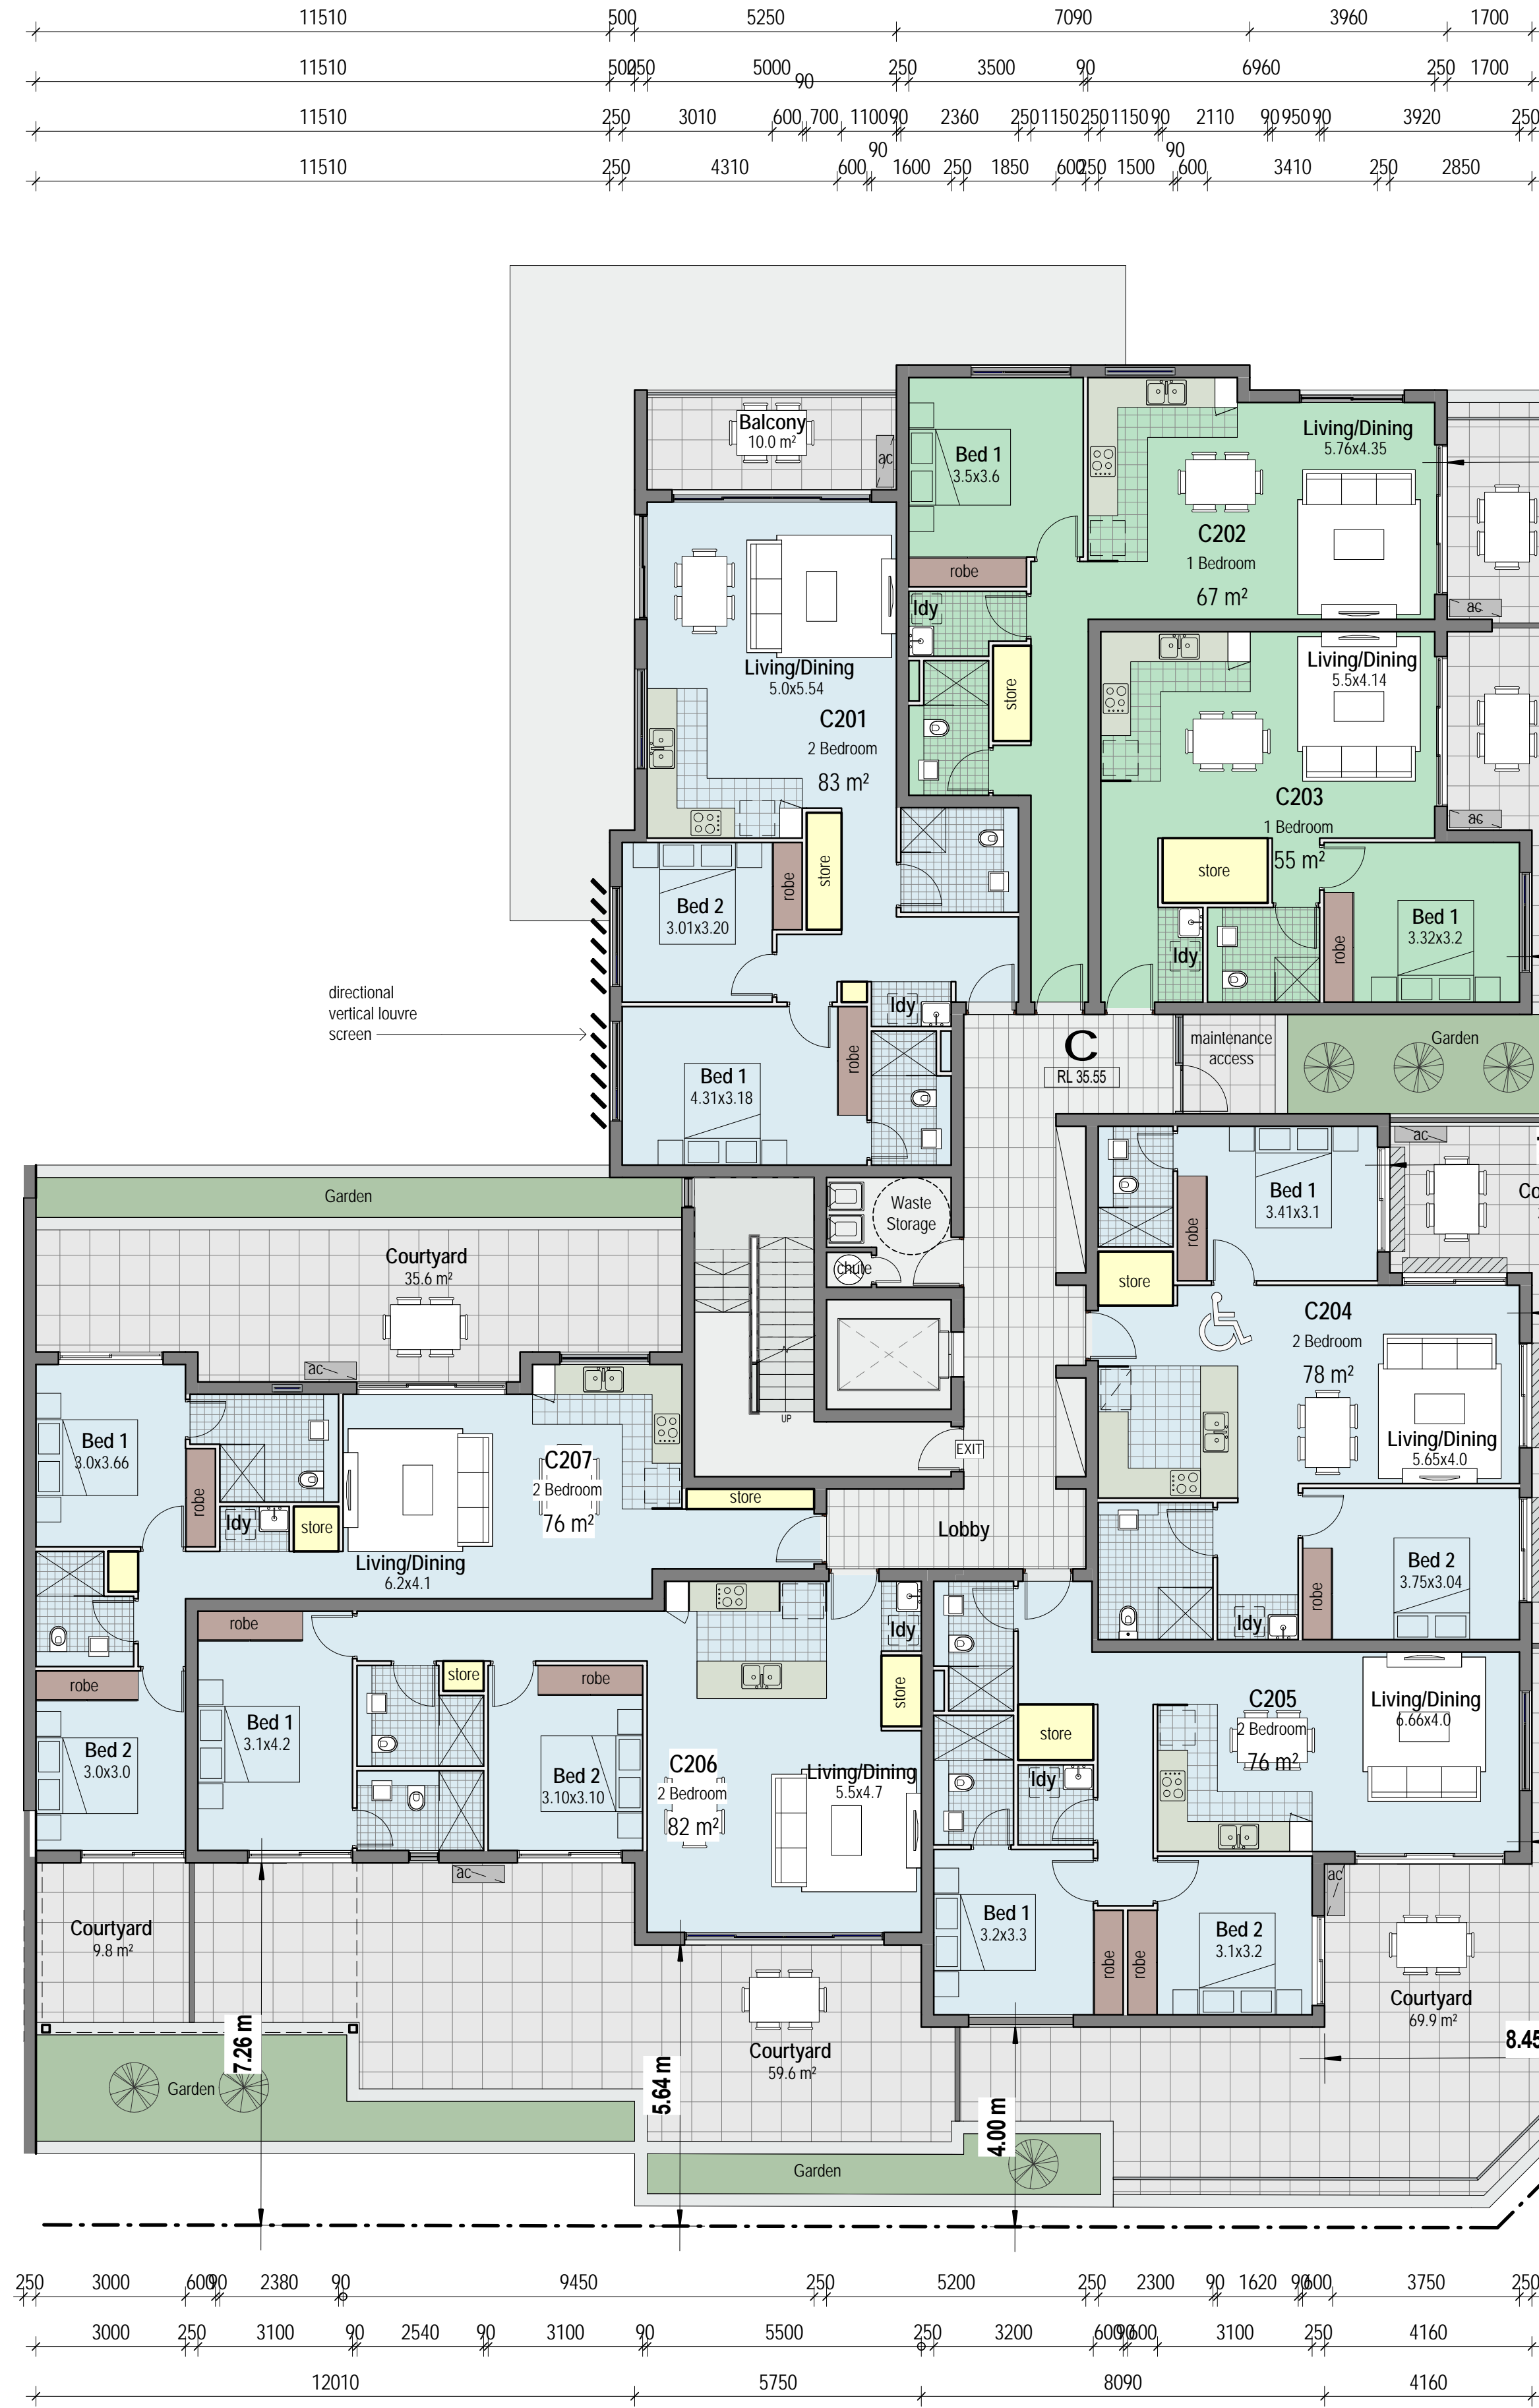 11510 500 5250 7090 3960 1700
11510 500 250 5000 90 250 3500 90 6960 250 1700
11510 250 3010 600 700 1100 90 2360 250 1150 250 1150 90 2110 90 950 90 3920 250
11510 250 4310 600 90 1600 250 1850 600 250 1500 90 600 3410 250 2850
Balcony
10.0 m²
ac
Bed 1
3.5x3.6
Living/Dining
5.76x4.35
C202
1 Bedroom
67 m²
ac
robe
ldy
store
Living/Dining
5.0x5.54
C201
2 Bedroom
83 m²
Living/Dining
5.5x4.14
C203
1 Bedroom
55 m²
ac
store
robe
store
Bed 2
3.01x3.20
ldy
robe
Bed 1
3.32x3.2
directional
vertical louvre
screen
ldy
robe
Bed 1
4.31x3.18
C
RL 35.55
maintenance
access
Garden
ac
Co
Bed 1
3.41x3.1
robe
store
Garden
Waste
Storage
chute
Courtyard
35.6 m²
ac
UP
EXIT
C204
2 Bedroom
78 m²
Living/Dining
5.65x4.0
Bed 1
3.0x3.66
robe
ldy
store
C207
2 Bedroom
76 m²
store
Lobby
Living/Dining
6.2x4.1
Bed 2
3.75x3.04
robe
ldy
robe
ldy
robe
robe
store
store
Bed 2
3.0x3.0
Bed 1
3.1x4.2
Bed 2
3.10x3.10
C206
2 Bedroom
82 m²
Living/Dining
5.5x4.7
store
ldy
C205
2 Bedroom
76 m²
Living/Dining
6.66x4.0
ac
ac
Courtyard
9.8 m²
Bed 1
3.2x3.3
robe
robe
Bed 2
3.1x3.2
Courtyard
69.9 m²
7.26 m
5.64 m
4.00 m
8.45
Courtyard
59.6 m²
Garden
Garden
250 3000 600 90 2380 90 9450 250 5200 250 2300 90 1620 90 600 3750 250
3000 250 3100 90 2540 90 3100 90 5500 250 3200 600 90 600 3100 250 4160
12010 5750 8090 4160